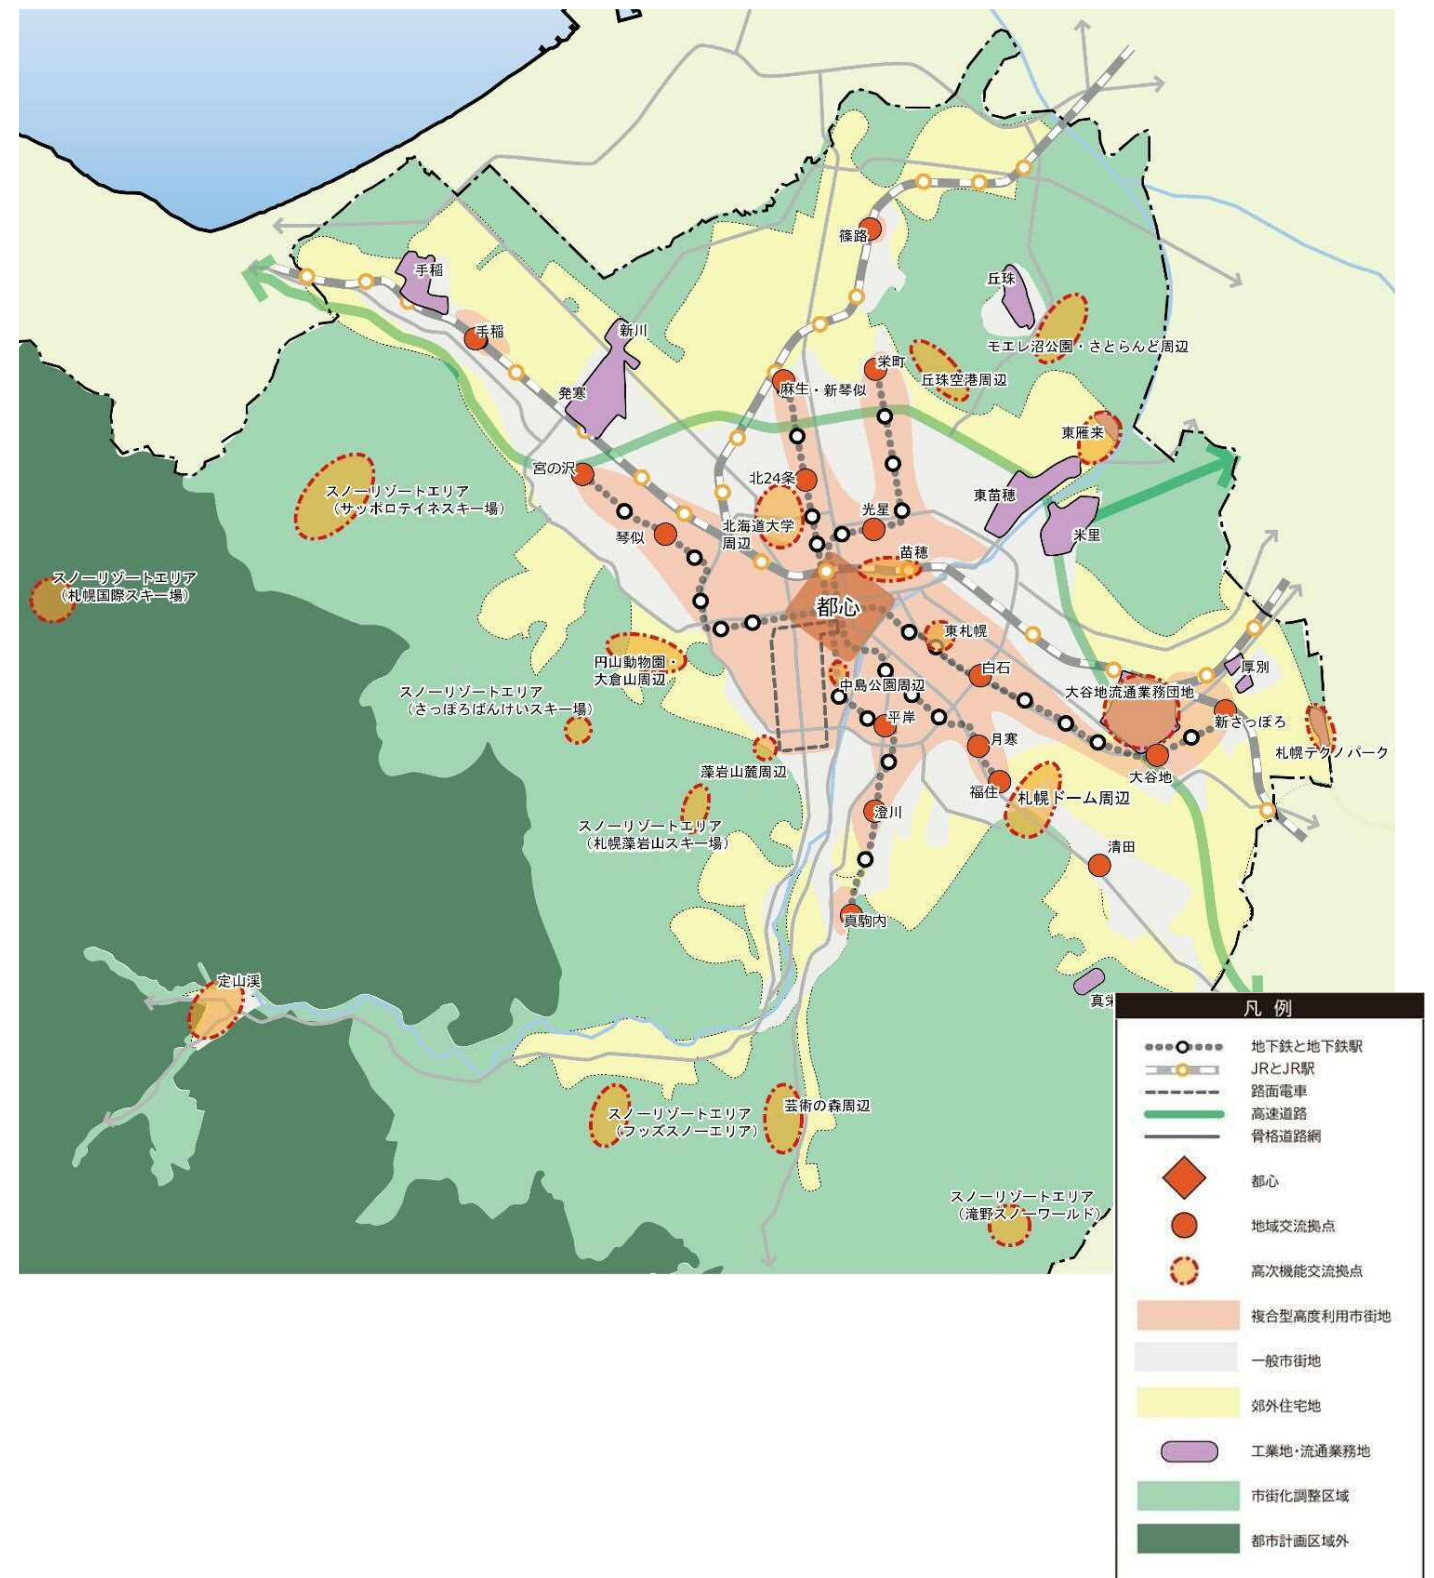 篠路
手稲
丘珠
手稲
新川
モエレ沼公園・さとらんど周辺
栄町
丘珠空港周辺
麻生・新琴似
発寒
東雁来
宮の沢
北24条
スノーリゾートエリア
（サッポロテイネスキー場）
東苗穂
光星
北海道大学
周辺
琴似
米里
苗穂
スノーリゾートエリア
（札幌国際スキー場）
都心
東札幌
円山動物園・
大倉山周辺
白石
厚別
中島公園周辺
大谷地流通業務団地
スノーリゾートエリア
（さっぽろばんけいスキー場）
平岸
新さっぽろ
月寒
札幌テクノパーク
藻岩山麓周辺
大谷地
福住
札幌ドーム周辺
澄川
スノーリゾートエリア
（札幌藻岩山スキー場）
清田
真駒内
定山渓
真栄
芸術の森周辺
スノーリゾートエリア
（フッズスノーエリア）
スノーリゾートエリア
（滝野スノーワールド）
凡 例
地下鉄と地下鉄駅
JRとJR駅
路面電車
高速道路
骨格道路網
都心
地域交流拠点
高次機能交流拠点
複合型高度利用市街地
一般市街地
郊外住宅地
工業地・流通業務地
市街化調整区域
都市計画区域外